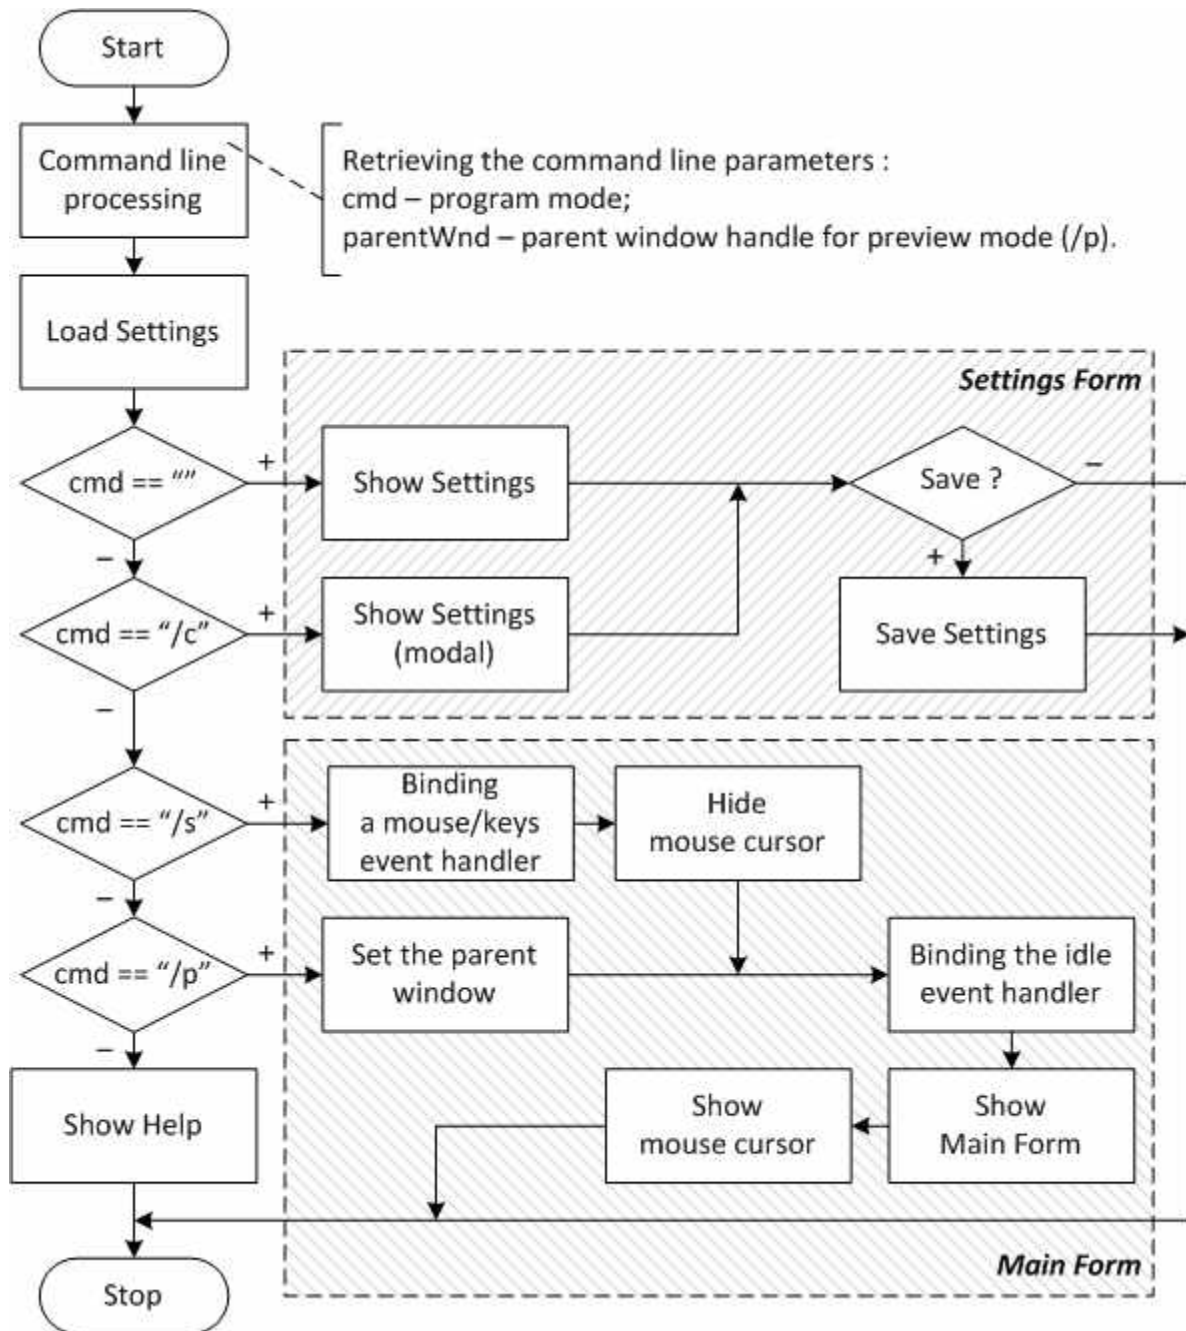 Start
Command line
processing
Retrieving the command line parameters :
cmd – program mode;
parentWnd – parent window handle for preview mode (/p).
Load Settings
Settings Form
cmd == “”
+
–
Show Settings
Save ?
–
+
cmd == “/c”
+
–
Show Settings
(modal)
Save Settings
cmd == “/s”
+
–
Binding
a mouse/keys
event handler
Hide
mouse cursor
cmd == “/p”
+
–
Set the parent
window
Binding the idle
event handler
Show Help
Show
mouse cursor
Show
Main Form
Main Form
Stop